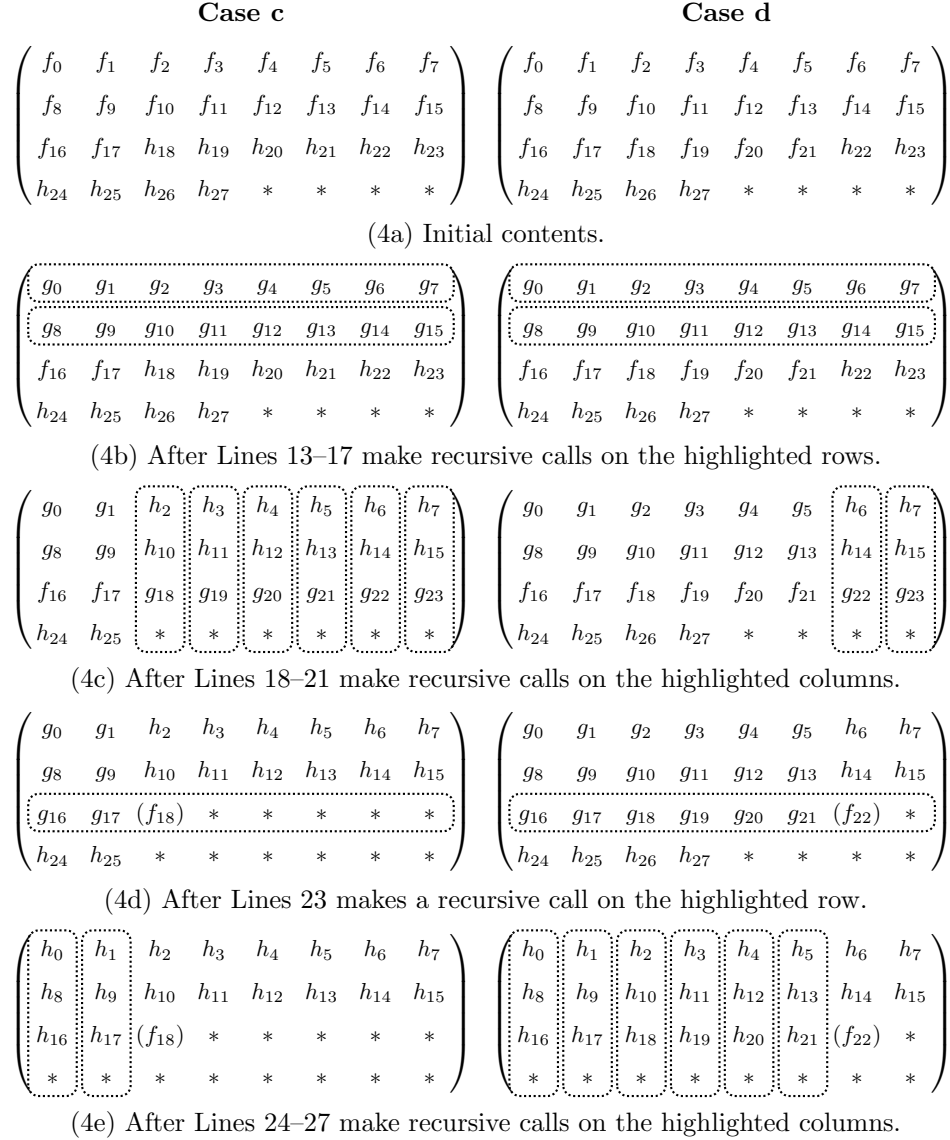 Case c Case d
f0 f1 f2 f3 f4 f5 f6 f7 f0 f1 f2 f3 f4 f5 f6 f7
f8 f9 f10 f11 f12 f13 f14 f15 f8 f9 f10 f11 f12 f13 f14 f15
f16 f17 h18 h19 h20 h21 h22 h23 f16 f17 f18 f19 f20 f21 h22 h23
h24 h25 h26 h27 * * * * h24 h25 h26 h27 * * * *
(4a) Initial contents.
g0 g1 g2 g3 g4 g5 g6 g7 g0 g1 g2 g3 g4 g5 g6 g7
g8 g9 g10 g11 g12 g13 g14 g15 g8 g9 g10 g11 g12 g13 g14 g15
f16 f17 h18 h19 h20 h21 h22 h23 f16 f17 f18 f19 f20 f21 h22 h23
h24 h25 h26 h27 * * * * h24 h25 h26 h27 * * * *
(4b) After Lines 13–17 make recursive calls on the highlighted rows.
g0 g1 h2 h3 h4 h5 h6 h7 g0 g1 g2 g3 g4 g5 h6 h7
g8 g9 h10 h11 h12 h13 h14 h15 g8 g9 g10 g11 g12 g13 h14 h15
f16 f17 g18 g19 g20 g21 g22 g23 f16 f17 f18 f19 f20 f21 g22 g23
h24 h25 * * * * * * h24 h25 h26 h27 * * * *
(4c) After Lines 18–21 make recursive calls on the highlighted columns.
g0 g1 h2 h3 h4 h5 h6 h7 g0 g1 g2 g3 g4 g5 h6 h7
g8 g9 h10 h11 h12 h13 h14 h15 g8 g9 g10 g11 g12 g13 h14 h15
g16 g17 (f18) * * * * * g16 g17 g18 g19 g20 g21 (f22) *
h24 h25 * * * * * * h24 h25 h26 h27 * * * *
(4d) After Lines 23 makes a recursive call on the highlighted row.
h0 h1 h2 h3 h4 h5 h6 h7 h0 h1 h2 h3 h4 h5 h6 h7
h8 h9 h10 h11 h12 h13 h14 h15 h8 h9 h10 h11 h12 h13 h14 h15
h16 h17 (f18) * * * * * h16 h17 h18 h19 h20 h21 (f22) *
* * * * * * * * * * * * * * * *
(4e) After Lines 24–27 make recursive calls on the highlighted columns.